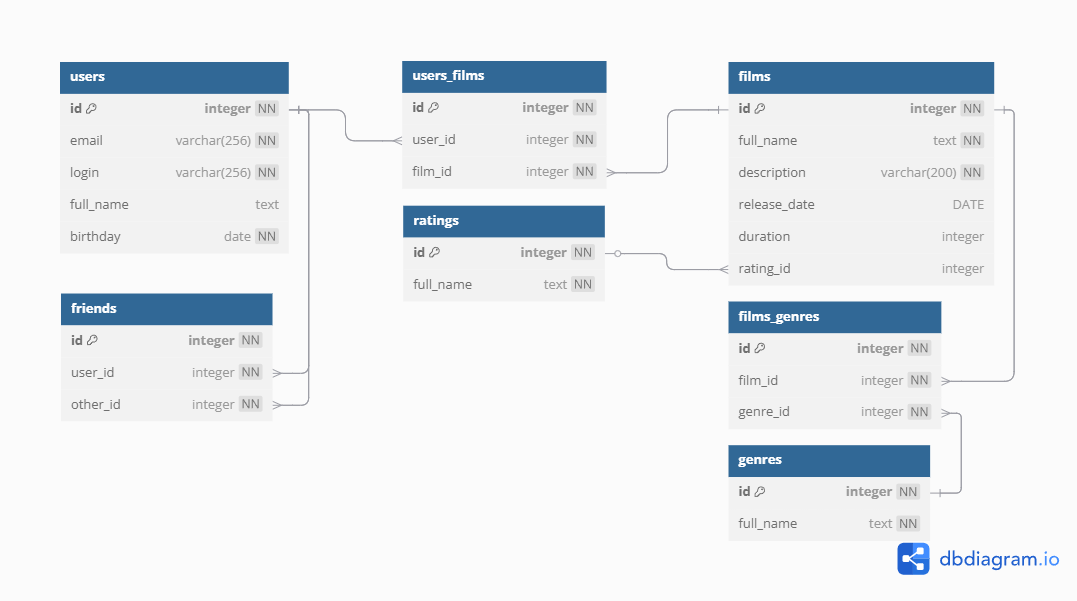 users
id integer NN
email varchar(256) NN
login varchar(256) NN
full_name text
birthday date NN
friends
id integer NN
user_id integer NN
other_id integer NN
users_films
id integer NN
user_id integer NN
film_id integer NN
ratings
id integer NN
full_name text NN
films
id integer NN
full_name text NN
description varchar(200) NN
release_date DATE
duration integer
rating_id integer
films_genres
id integer NN
film_id integer NN
genre_id integer NN
genres
id integer NN
full_name text NN
dbdiagram.io